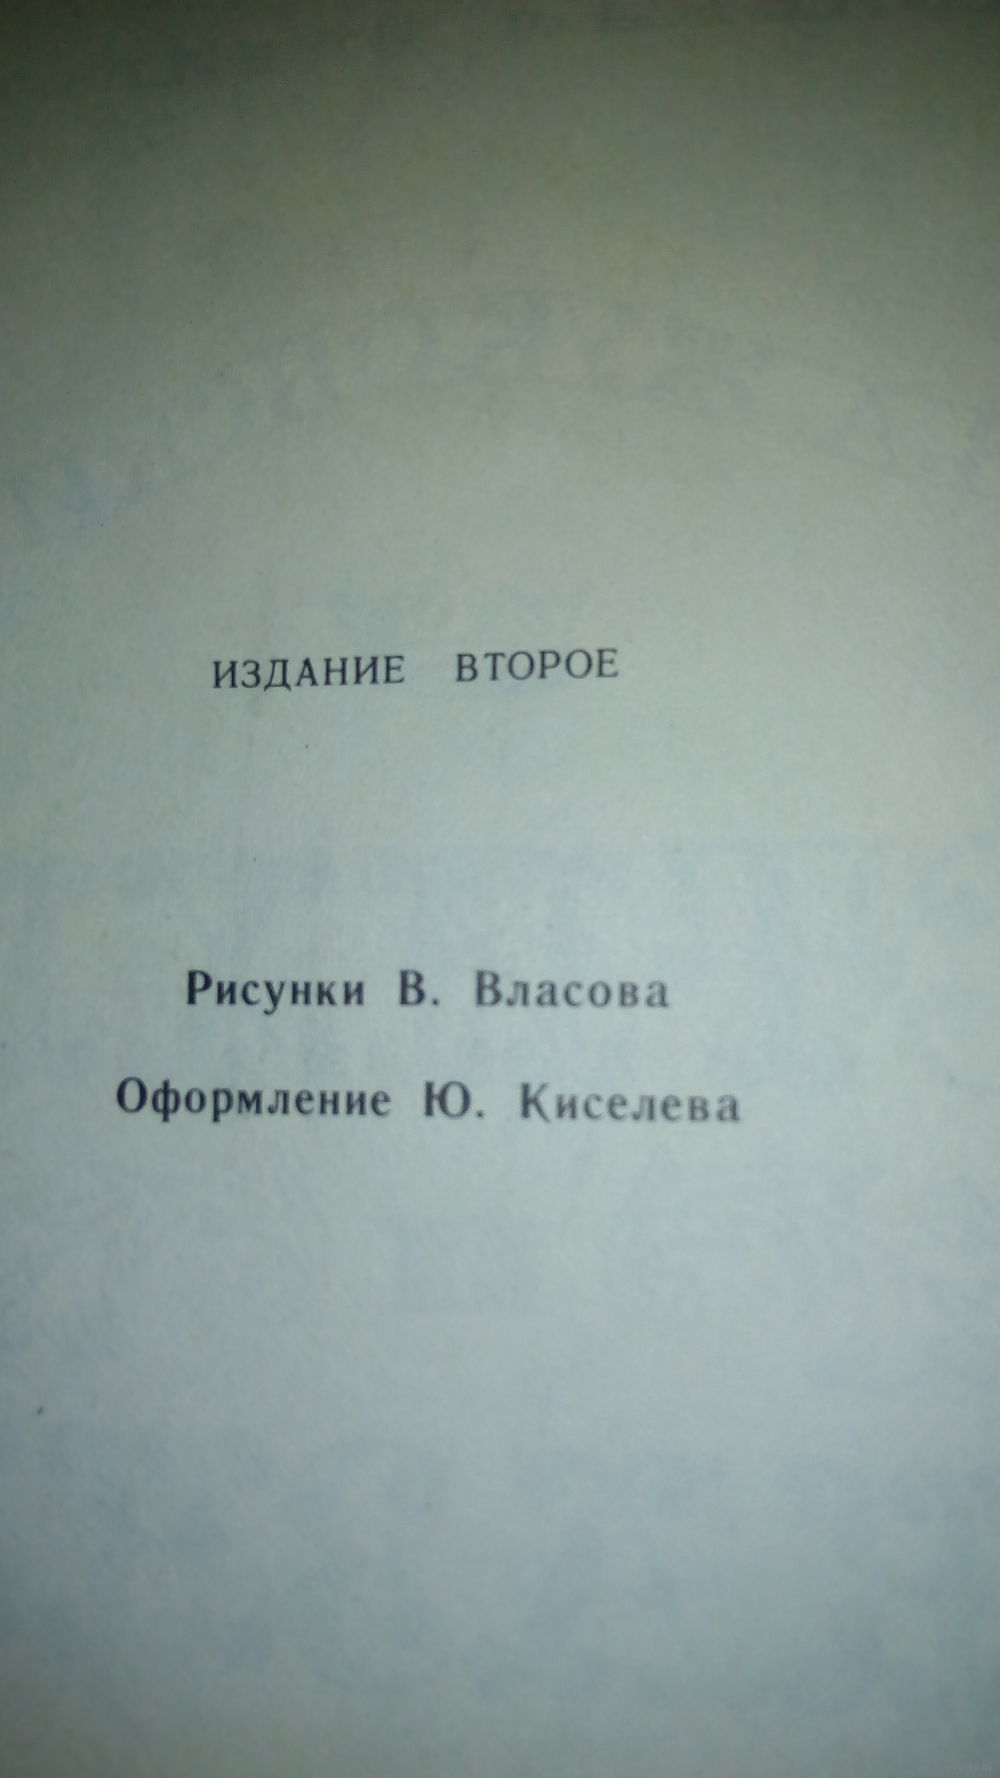 ИЗДАНИЕ ВТОРОЕ
Рисунки В. Власова
Оформление Ю. Киселева